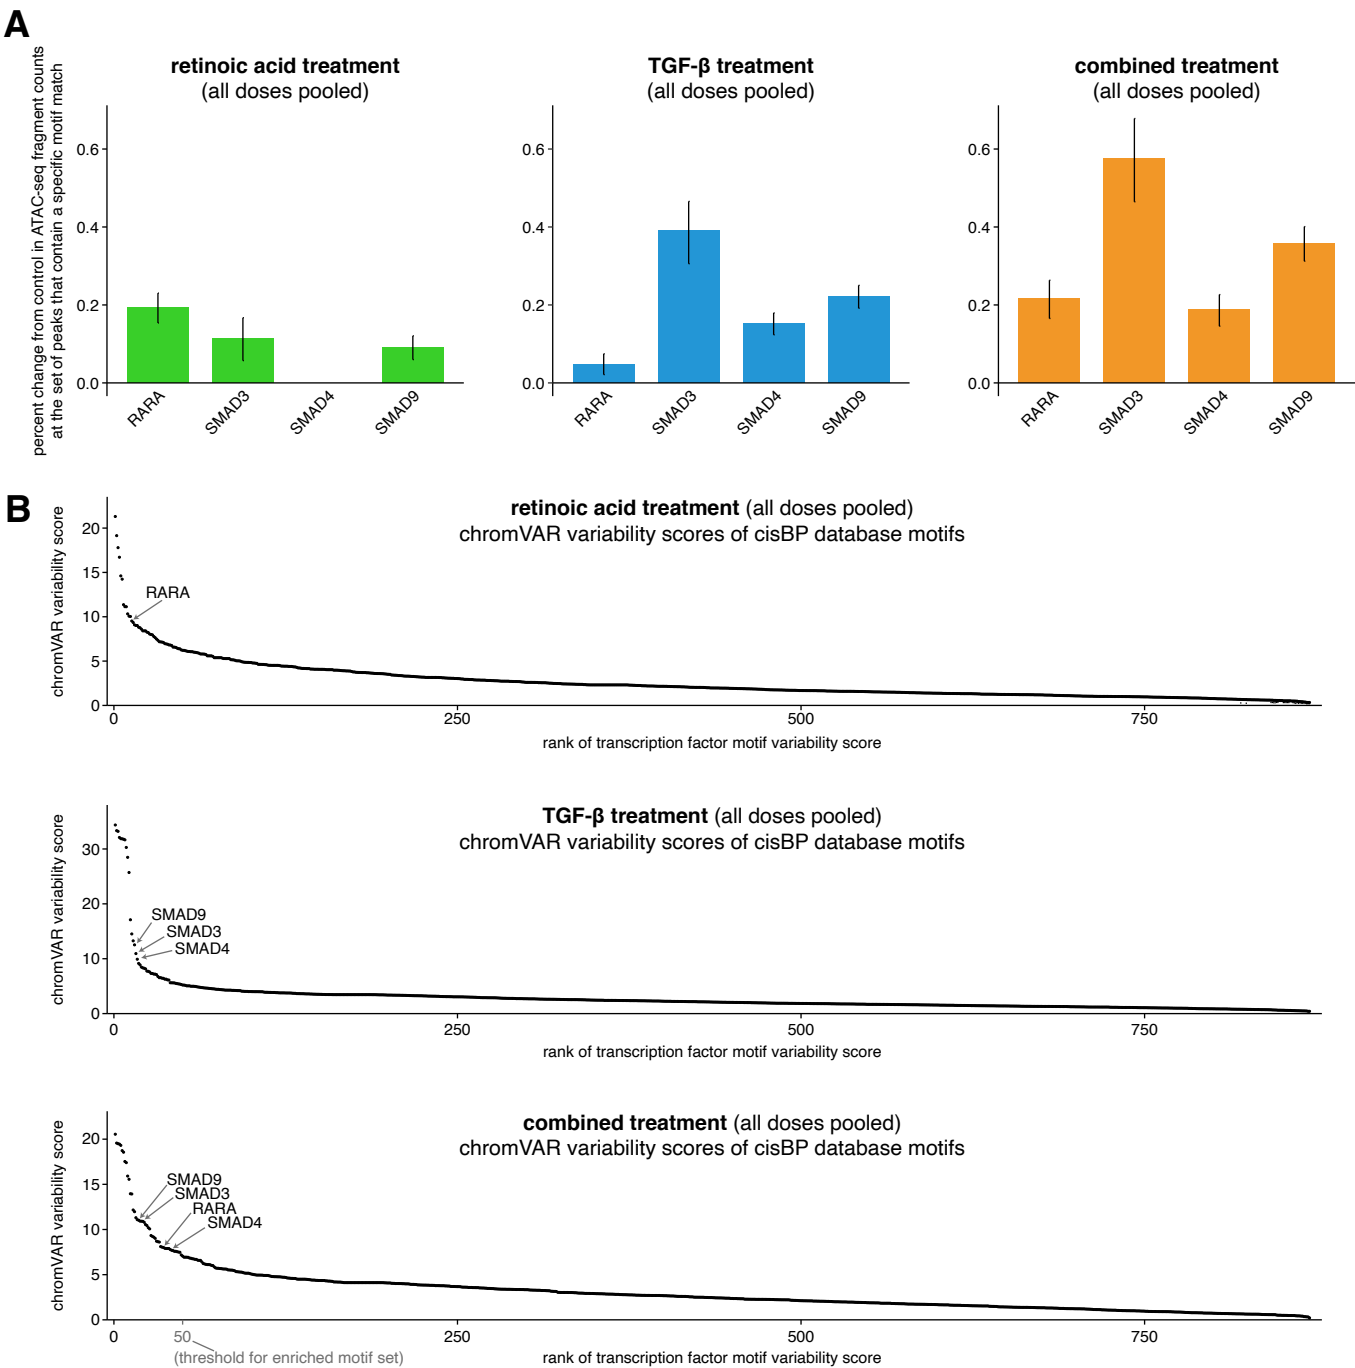 A
percent change from control in ATAC-seq fragment counts
at the set of peaks that contain a specific motif match
retinoic acid treatment
(all doses pooled)
0.6
0.4
0.2
0.0
RARA
SMAD3
SMAD4
SMAD9
TGF-β treatment
(all doses pooled)
0.6
0.4
0.2
0.0
RARA
SMAD3
SMAD4
SMAD9
combined treatment
(all doses pooled)
0.6
0.4
0.2
0.0
RARA
SMAD3
SMAD4
SMAD9
B
retinoic acid treatment (all doses pooled)
chromVAR variability scores of cisBP database motifs
chromVAR variability score
20
15
10
5
0
RARA
0
250
500
750
rank of transcription factor motif variability score
TGF-β treatment (all doses pooled)
chromVAR variability scores of cisBP database motifs
chromVAR variability score
30
20
10
0
SMAD9
SMAD3
SMAD4
0
250
500
750
rank of transcription factor motif variability score
combined treatment (all doses pooled)
chromVAR variability scores of cisBP database motifs
chromVAR variability score
20
15
10
5
0
SMAD9
SMAD3
RARA
SMAD4
0
50
250
500
750
(threshold for enriched motif set)
rank of transcription factor motif variability score